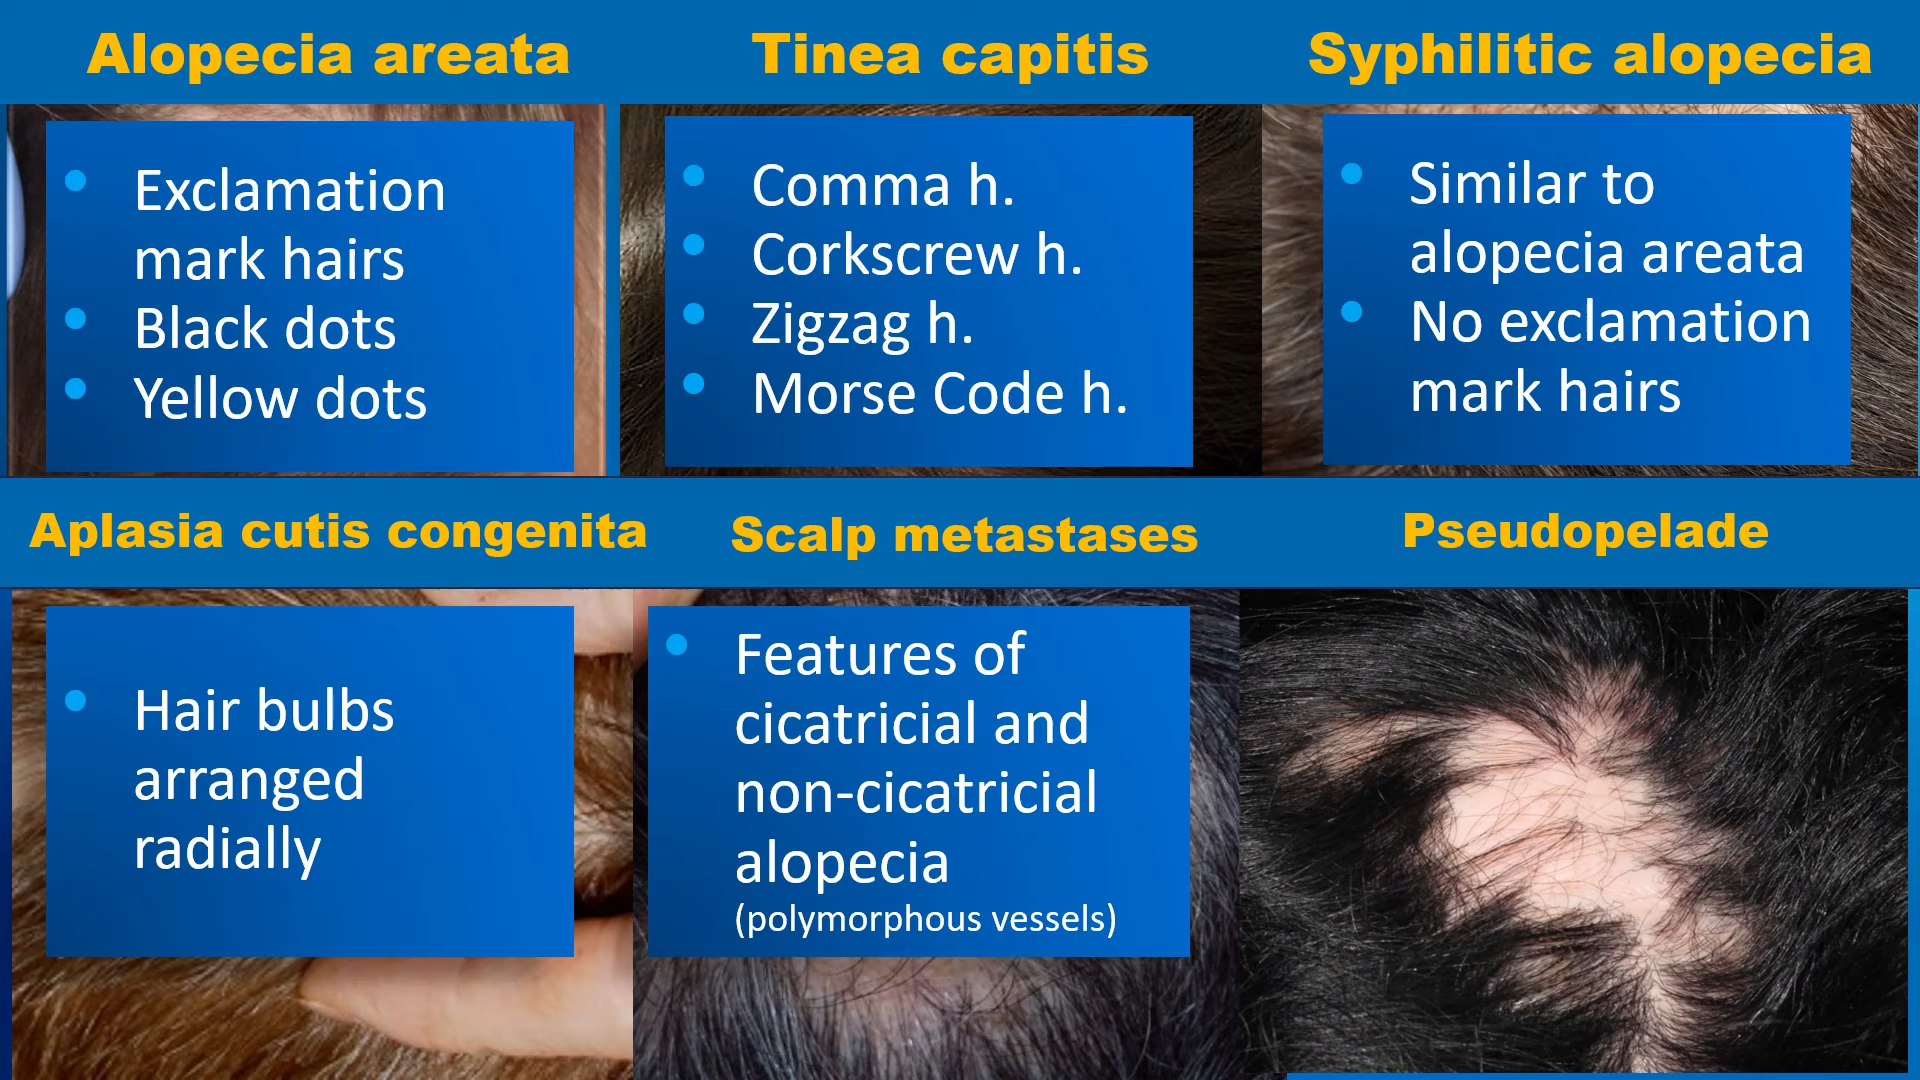 Alopecia areata
Tinea capitis
Syphilitic alopecia
• Exclamation
mark hairs
• Black dots
• Yellow dots
• Comma h.
• Corkscrew h.
• Zigzag h.
• Morse Code h.
• Similar to
alopecia areata
• No exclamation
mark hairs
Aplasia cutis congenita
Scalp metastases
Pseudopelade
• Hair bulbs
arranged
radially
• Features of
cicatricial and
non-cicatricial
alopecia
(polymorphous vessels)